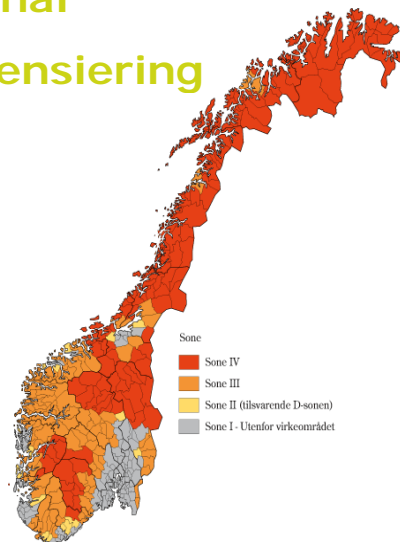 ensiering
Sone
Sone IV
Sone III
Sone II (tilsvarende D-sonen)
Sone I - Utenfor virkeområdet